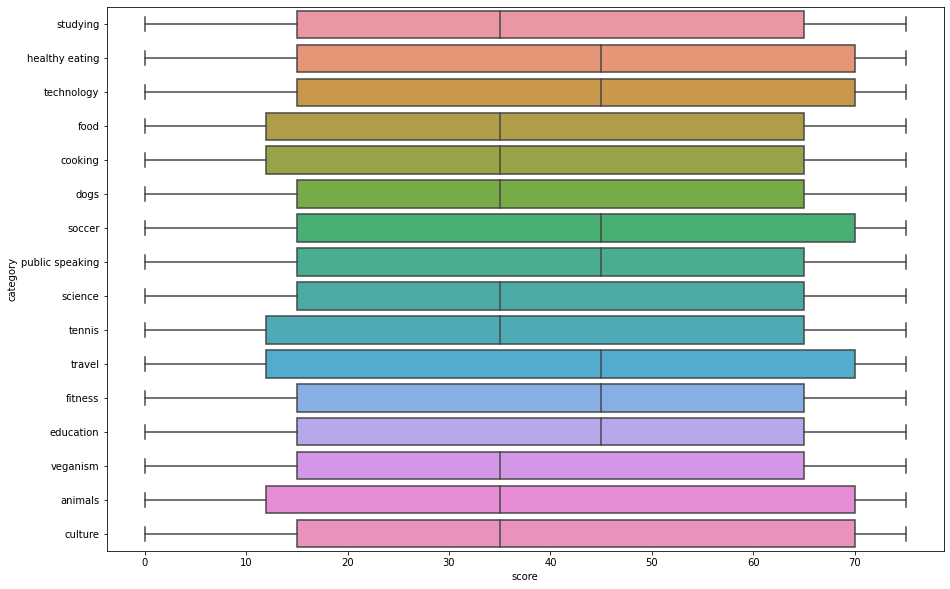 studying
healthy eating
technology
food
cooking
dogs
soccer
public speaking
science
tennis
travel
fitness
education
veganism
animals
culture
category
0 10 20 30 40 50 60 70
score